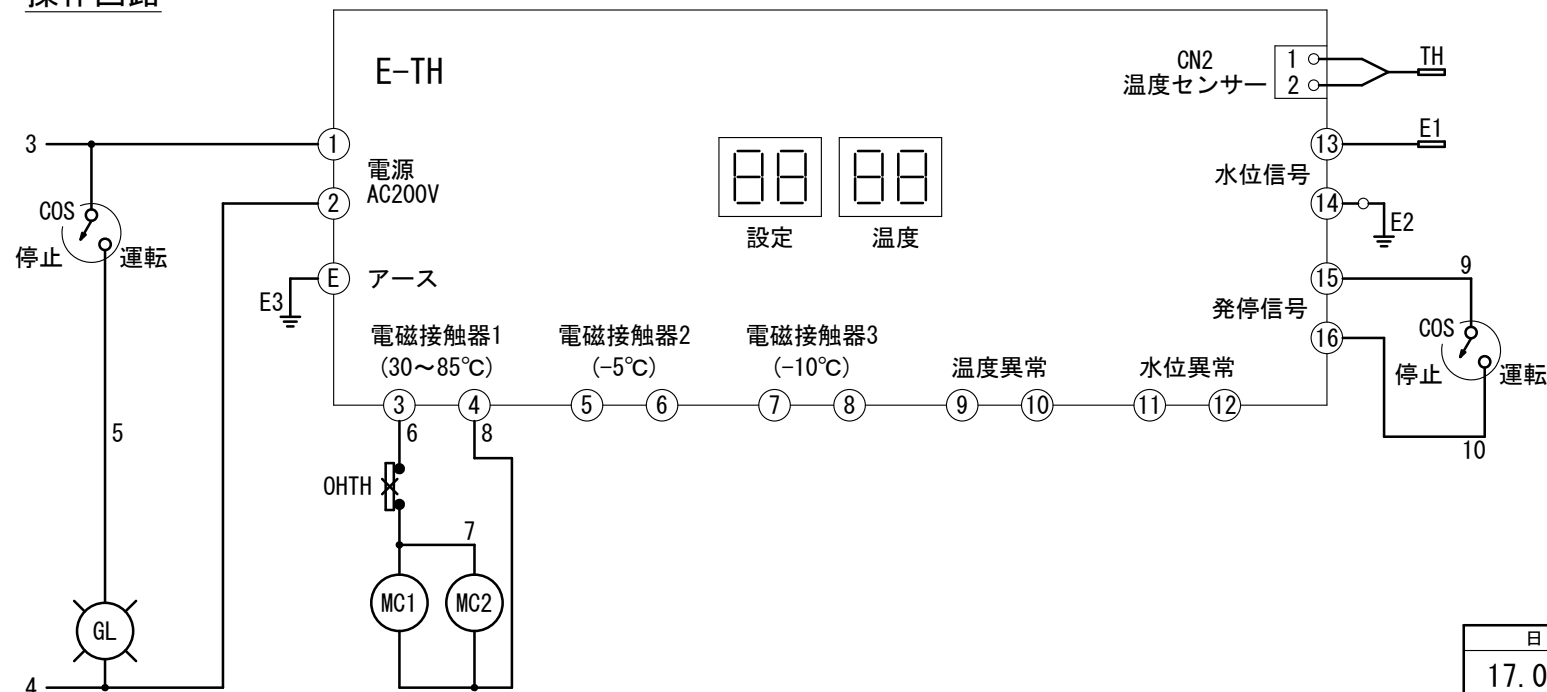 操作回路
E-TH
CN2
温度センサー
1
2
TH
3
1
電源
AC200V
2
13
E1
水位信号
14
E2
88 88
設定 温度
COS
停止 運転
E
アース
E3
15
9
発停信号
16
COS
停止 運転
10
電磁接触器1
(30～85℃)
電磁接触器2
(-5℃)
電磁接触器3
(-10℃)
温度異常
水位異常
3 4 5 6 7 8 9 10 11 12
5
6 8
OHTH
7
MC1 MC2
GL
4
日
17.0